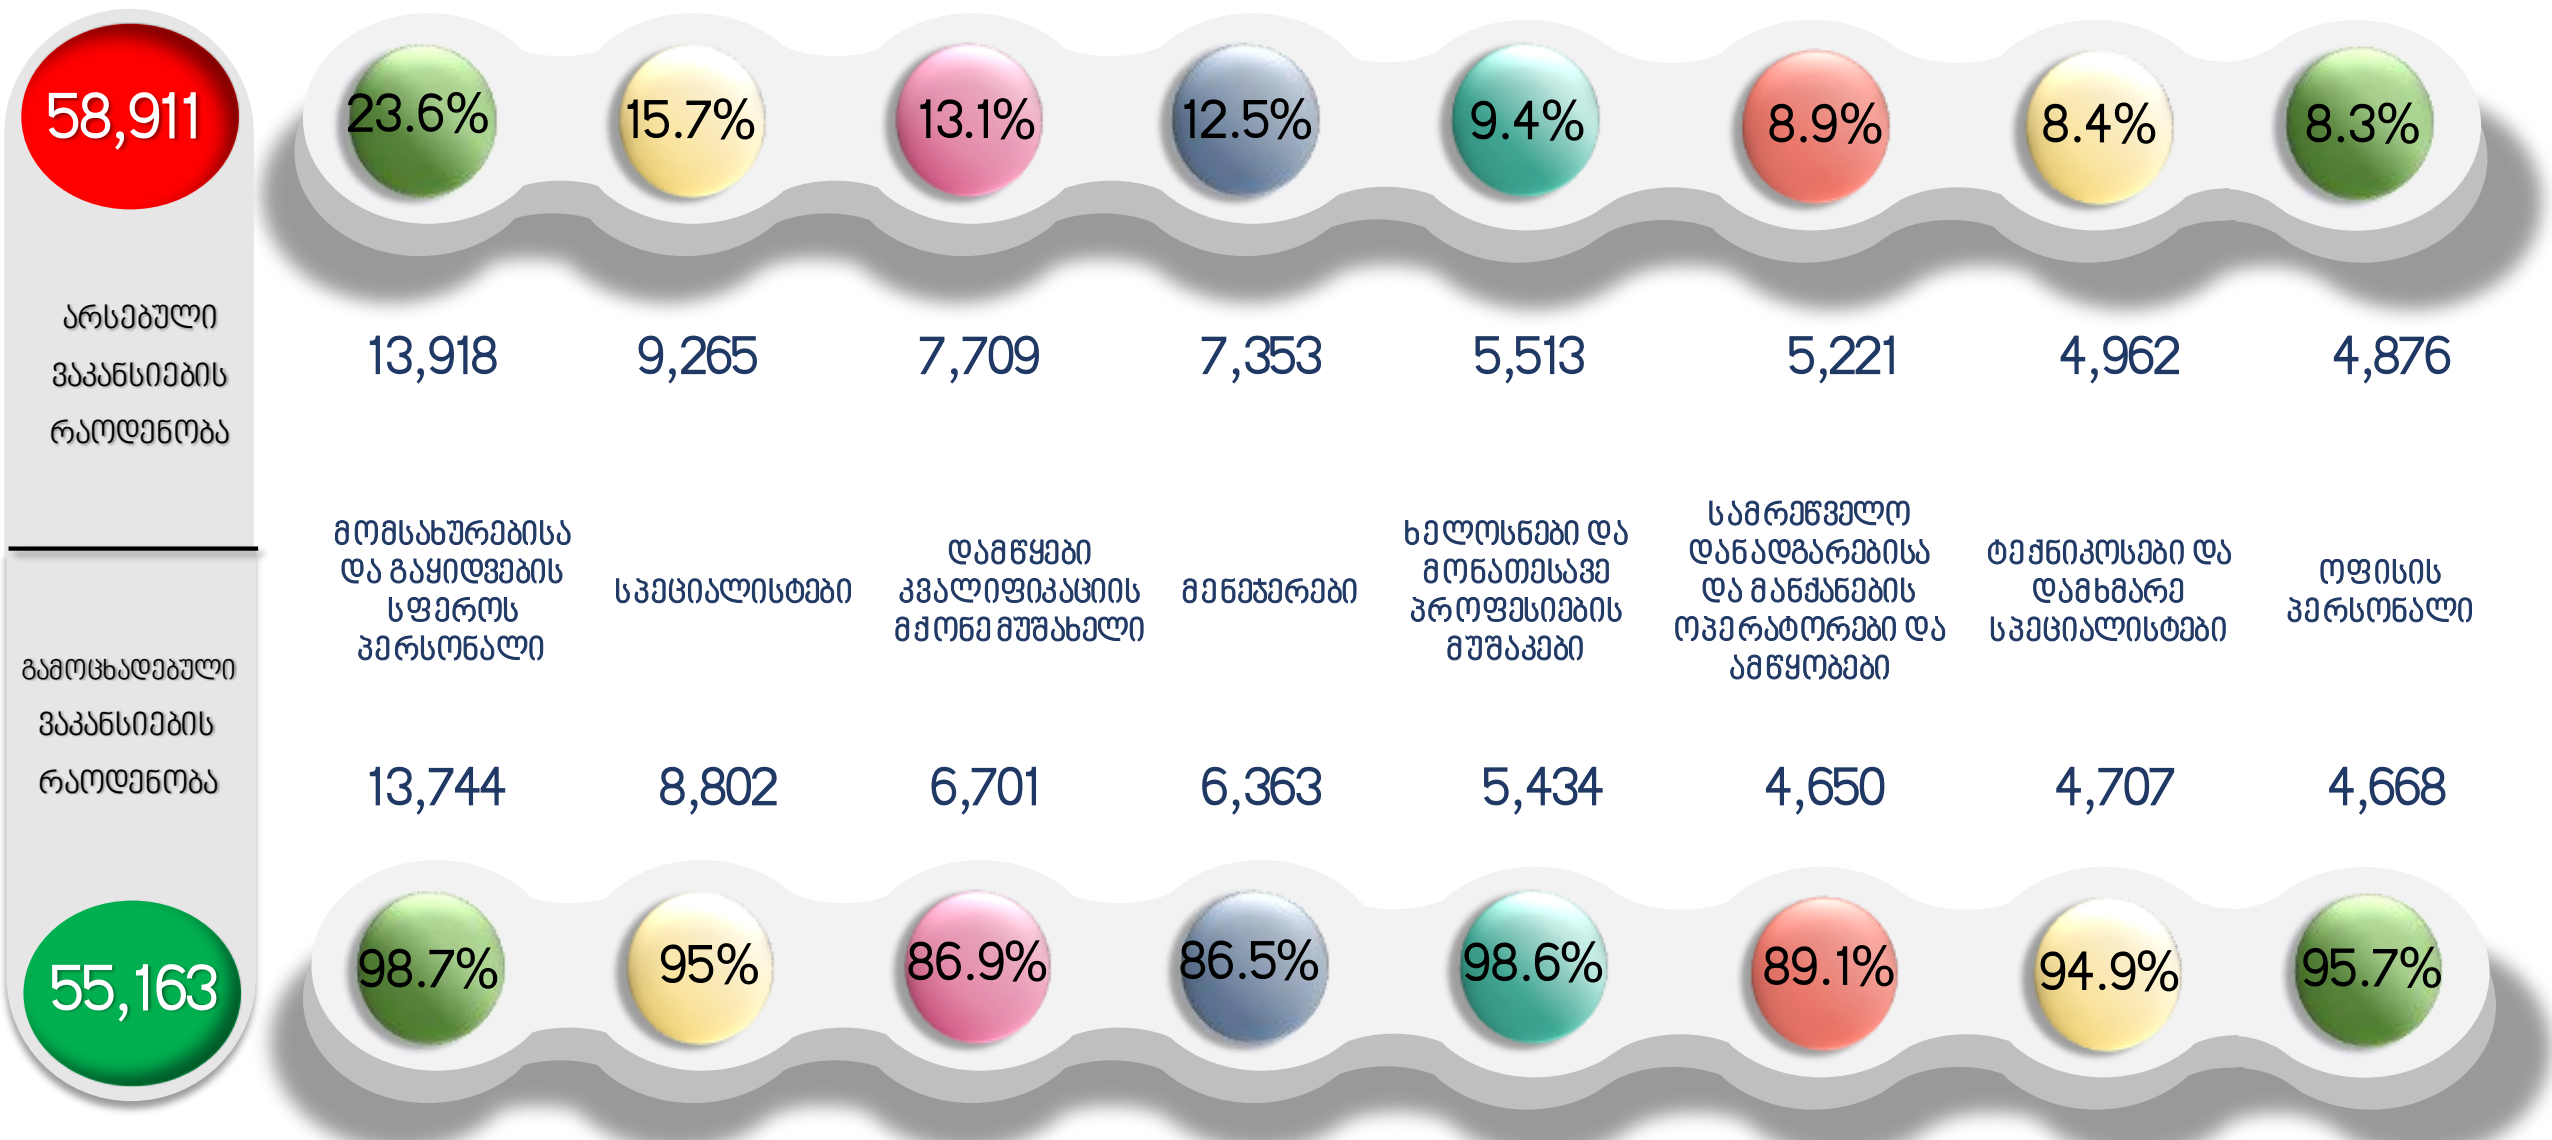 58,911
არსებული
ვაკანსიების
რაოდენობა
გამოცხადებული
ვაკანსიების
რაოდენობა
55,163
23.6% 15.7% 13.1% 12.5% 9.4% 8.9% 8.4% 8.3%
13,918 9,265 7,709 7,353 5,513 5,221 4,962 4,876
მომსახურებისა
და გაყიდვების
სფეროს
პერსონალი
სპეციალისტები
დამწყები
კვალიფიკაციის
მქონე მუშახელი
მენეჯერები
ხელოსნები და
მონათესავე
პროფესიების
მუშაკები
სამრეწველო
დანადგარებისა
და მანქანების
ოპერატორები და
ამწყობები
ტექნიკოსები და
დამხმარე
სპეციალისტები
ოფისის
პერსონალი
13,744 8,802 6,701 6,363 5,434 4,650 4,707 4,668
98.7% 95% 86.9% 86.5% 98.6% 89.1% 94.9% 95.7%